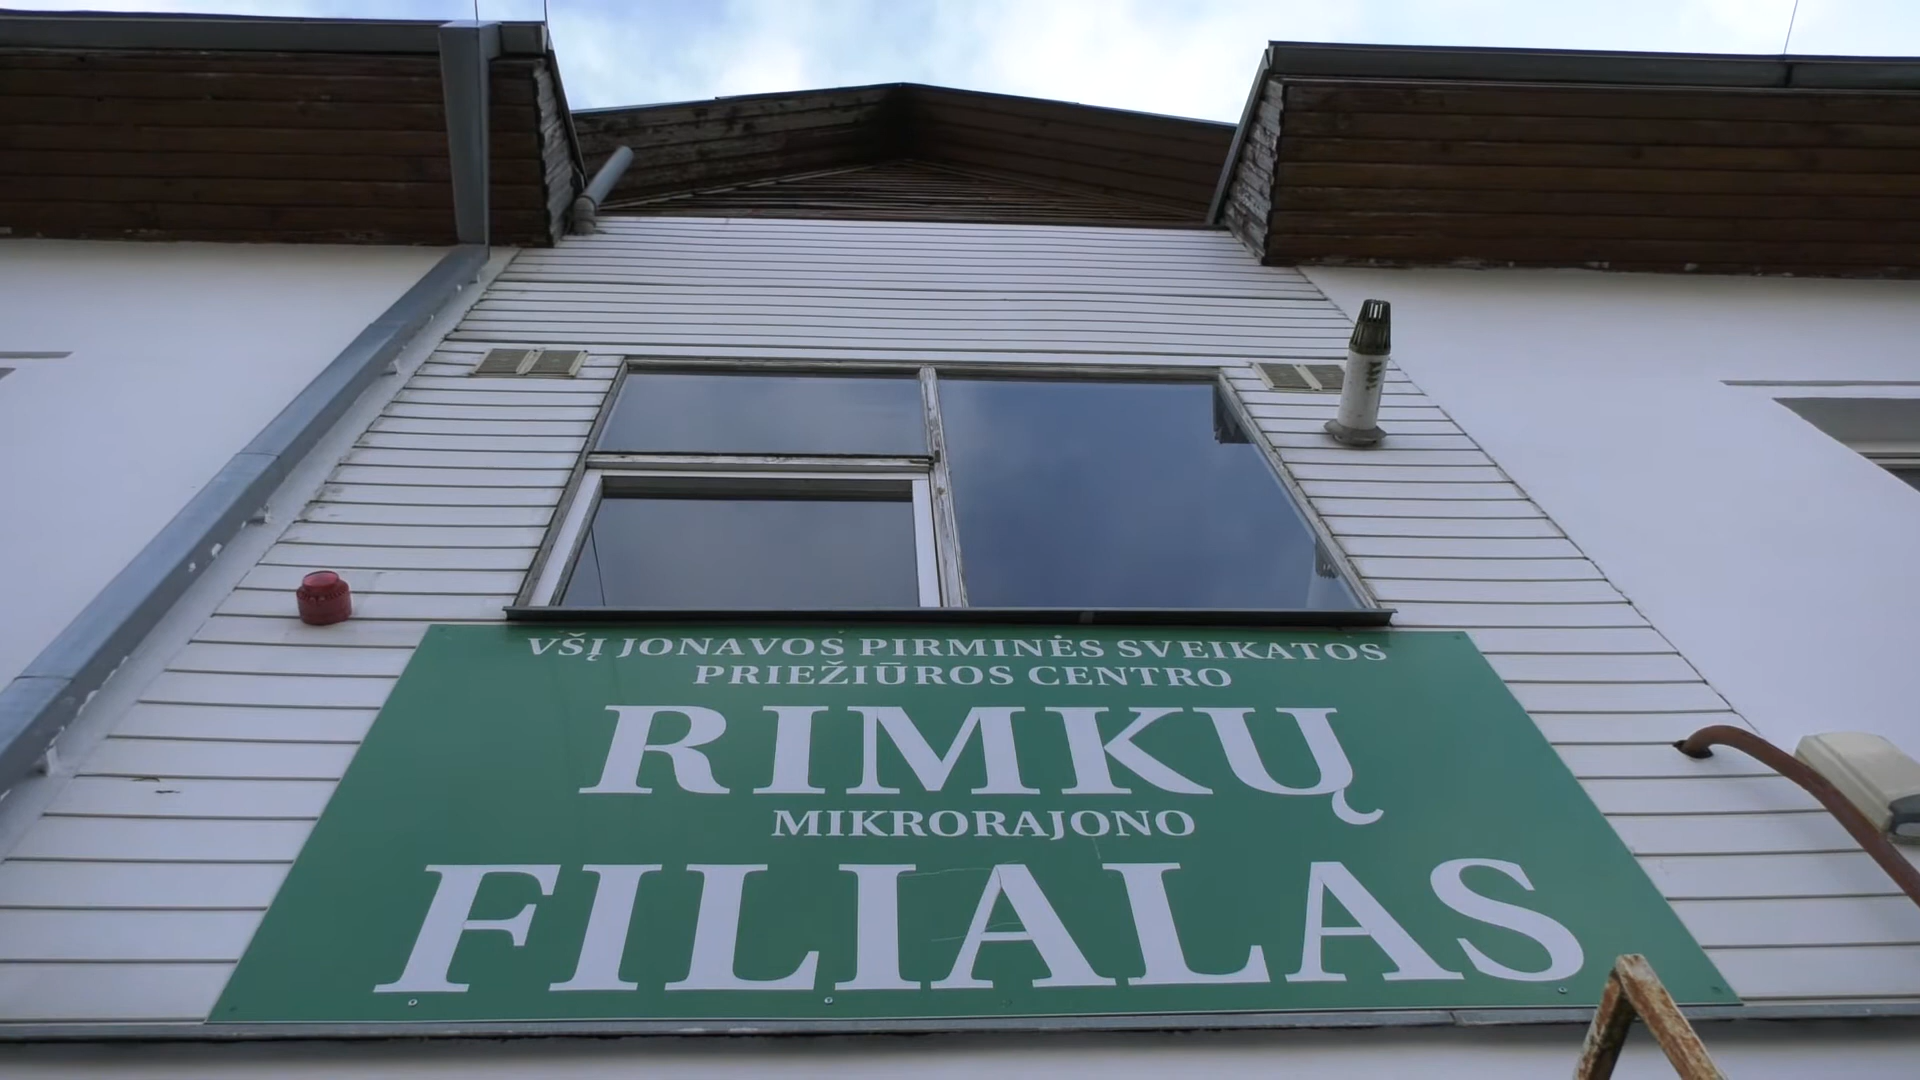 VŠĮ JONAVOS PIRMINĖS SVEIKATOS
PRIEŽIŪROS CENTRO
RIMKŲ
MIKRORAJONO
FILIALAS